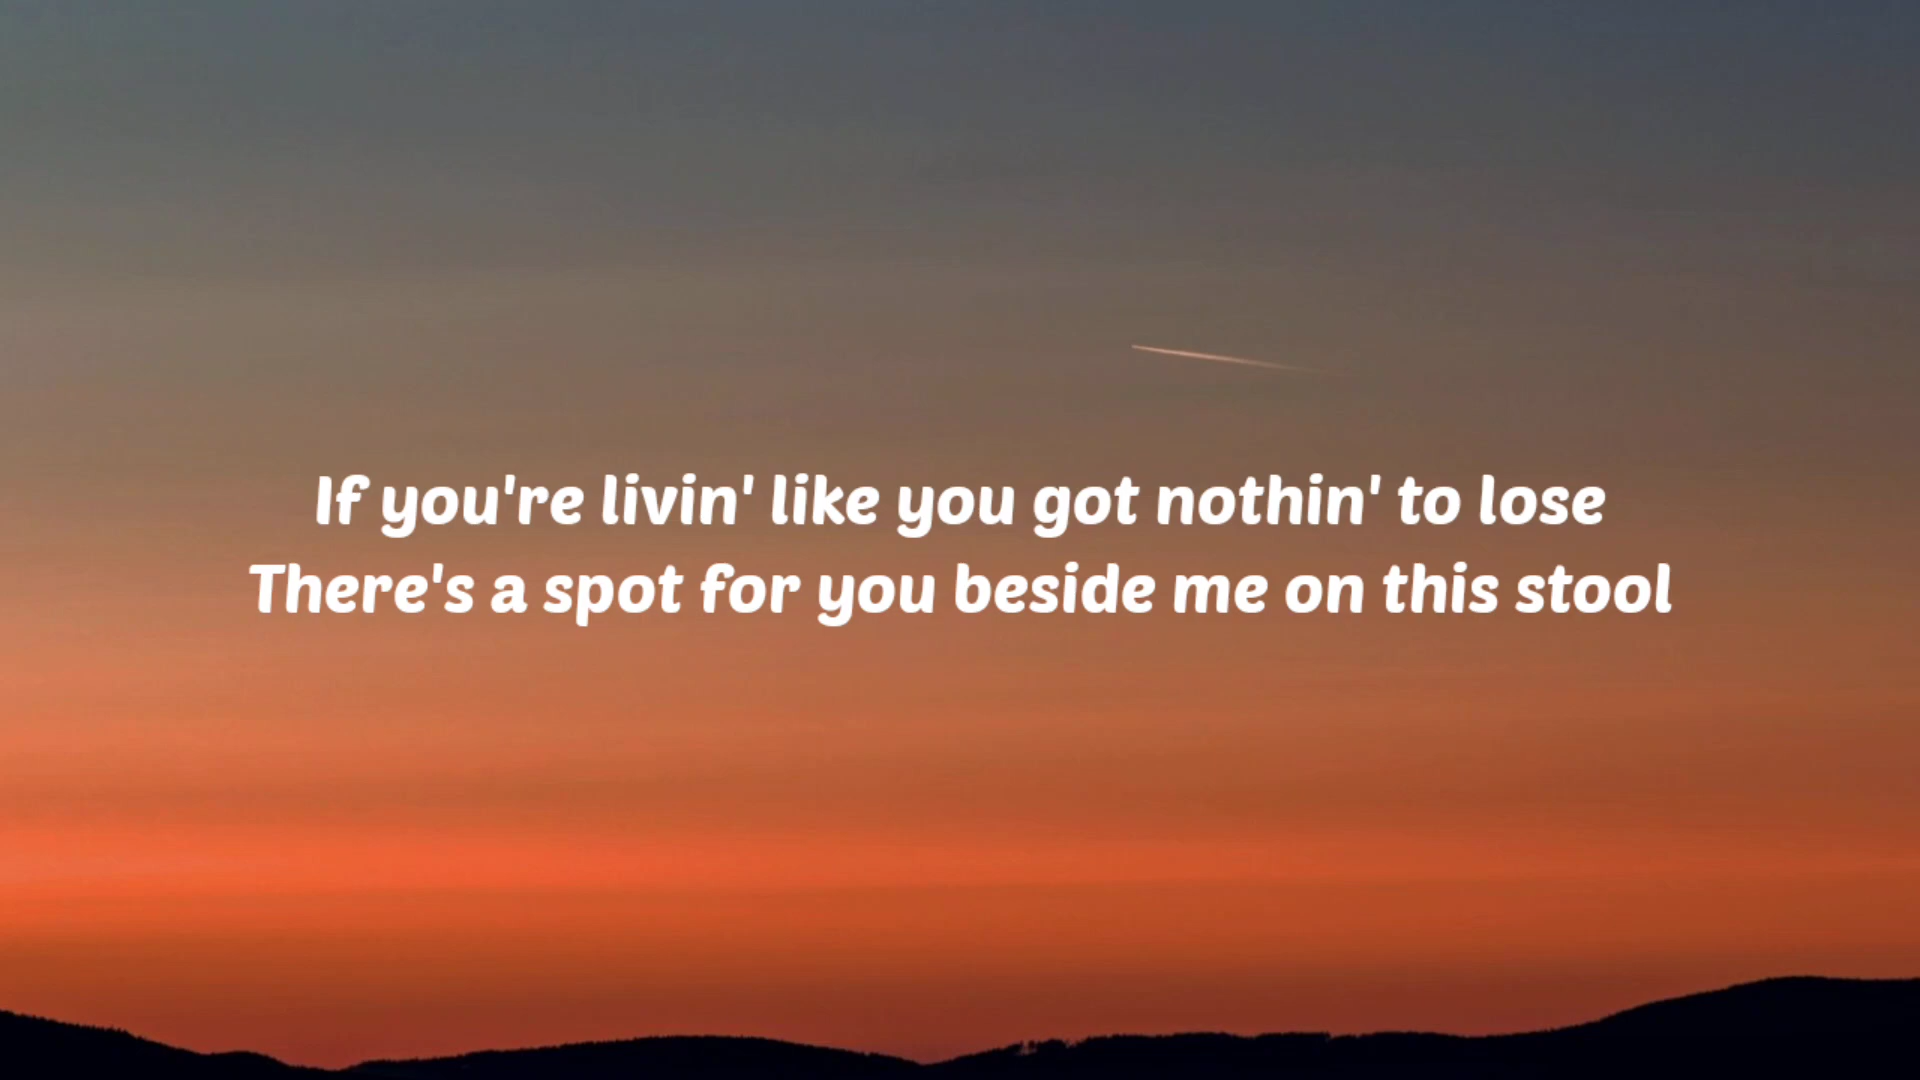 If you're livin' like you got nothin' to lose
There's a spot for you beside me on this stool